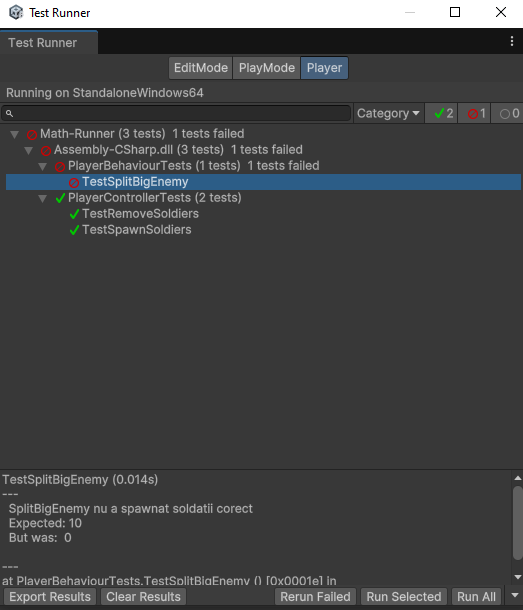 Test Runner
Test Runner
EditMode PlayMode Player
Running on StandaloneWindows64
Category 2 1 0
Math-Runner (3 tests) 1 tests failed
Assembly-CSharp.dll (3 tests) 1 tests failed
PlayerBehaviourTests (1 tests) 1 tests failed
TestSplitBigEnemy
PlayerControllerTests (2 tests)
TestRemoveSoldiers
TestSpawnSoldiers
TestSplitBigEnemy (0.014s)
---
SplitBigEnemy nu a spawnat soldatii corect
Expected: 10
But was: 0
---
at PlayerBehaviourTests.TestSplitBigEnemy () [0x0001e] in
Export Results Clear Results Rerun Failed Run Selected Run All